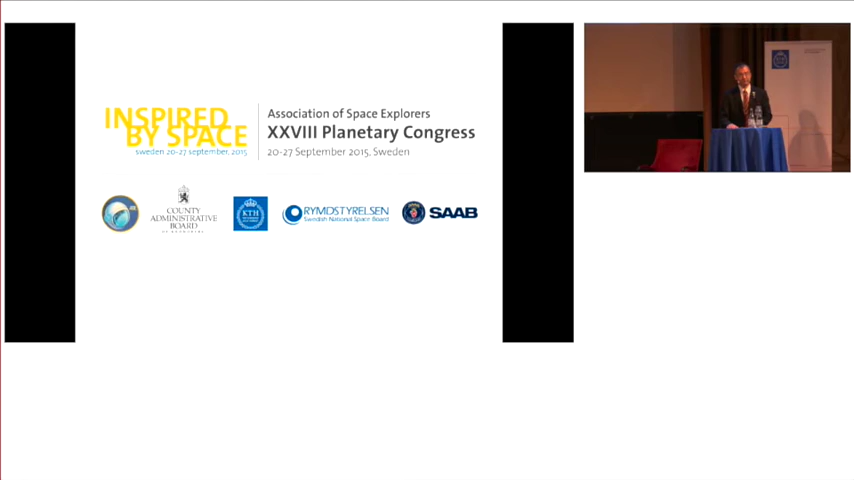 INSPIRED
BY SPACE
sweden 20-27 september, 2015
Association of Space Explorers
XXVIII Planetary Congress
20-27 September 2015, Sweden
COUNTY
ADMINISTRATIVE
BOARD
KTH
RYMDSTYRELSEN
Swedish National Space Board
SAAB
KTH